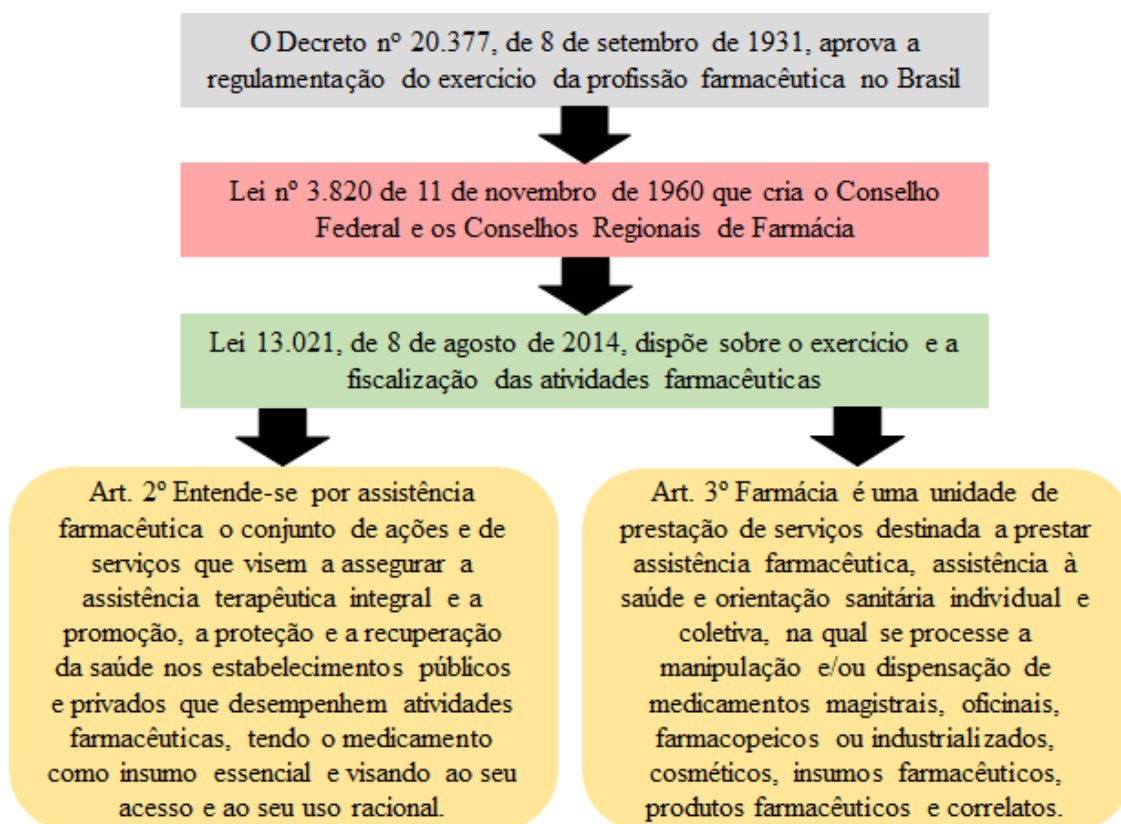 O Decreto nº 20.377, de 8 de setembro de 1931, aprova a
regulamentação do exercício da profissão farmacêutica no Brasil
Lei nº 3.820 de 11 de novembro de 1960 que cria o Conselho
Federal e os Conselhos Regionais de Farmácia
Lei 13.021, de 8 de agosto de 2014, dispõe sobre o exercício e a
fiscalização das atividades farmacêuticas
Art. 2º Entende-se por assistência
farmacêutica o conjunto de ações e de
serviços que visem a assegurar a
assistência terapêutica integral e a
promoção, a proteção e a recuperação
da saúde nos estabelecimentos públicos
e privados que desempenhem atividades
farmacêuticas, tendo o medicamento
como insumo essencial e visando ao seu
acesso e ao seu uso racional.
Art. 3º Farmácia é uma unidade de
prestação de serviços destinada a prestar
assistência farmacêutica, assistência à
saúde e orientação sanitária individual e
coletiva, na qual se processe a
manipulação e/ou dispensação de
medicamentos magistrais, oficinais,
farmacopeicos ou industrializados,
cosméticos, insumos farmacêuticos,
produtos farmacêuticos e correlatos.